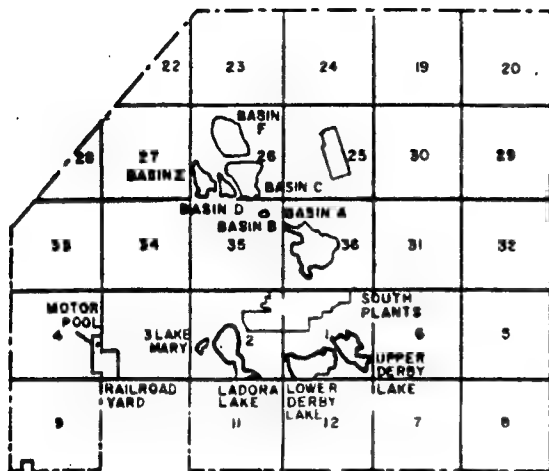 22 23 24 19 20
BASIN
F
28 27 26 25 30 29
BASIN E
BASIN C
BASIN D
BASIN A
BASIN B
33 34 35 36 31 32
MOTOR
POOL
SOUTH
PLANTS
4 3 LAKE
MARY
2 1 6 5
UPPER
DERBY
LAKE
RAILROAD
YARD
LADORA
LAKE
LOWER
DERBY
LAKE
9 11 12 7 8